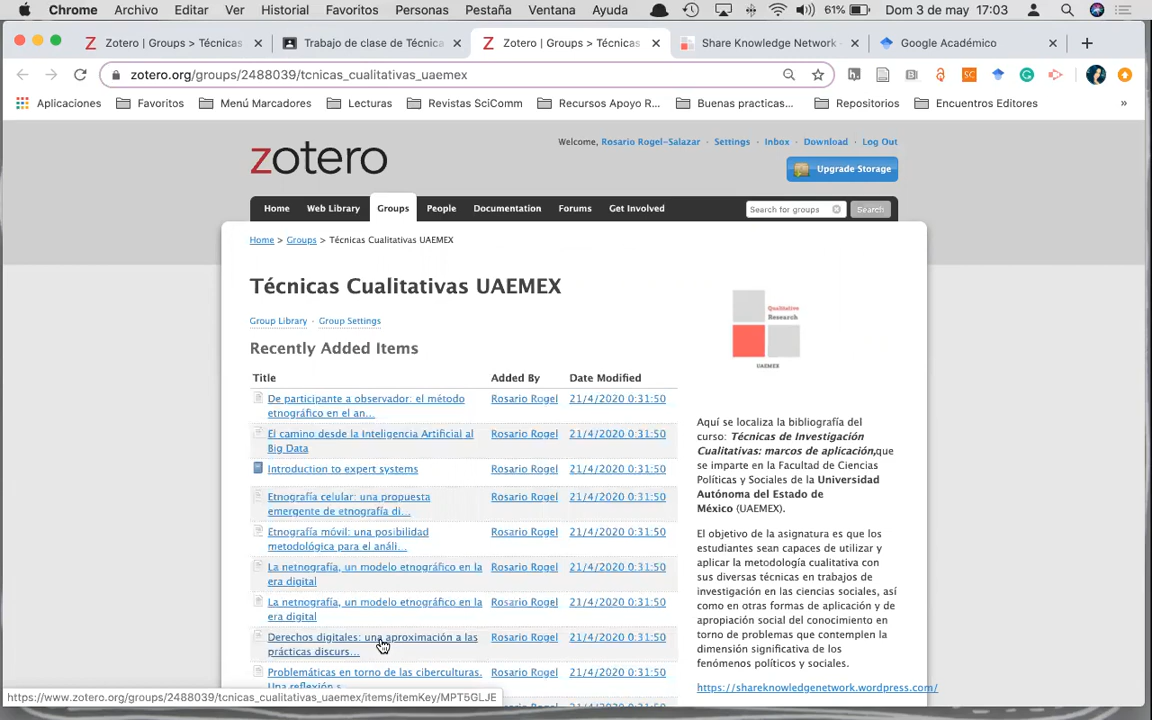 Chrome Archivo Editar Ver Historial Favoritos Personas Pestaña Ventana Ayuda 61% Dom 3 de may 17:03
Zotero | Groups > Técnicas × Trabajo de clase de Técnica × Zotero | Groups > Técnicas × Share Knowledge Network - × Google Académico × +
zotero.org/groups/2488039/tcnicas_cualitativas_uaemex
Aplicaciones Favoritos Menú Marcadores Lecturas Revistas SciComm Recursos Apoyo R... Buenas practicas... Repositorios Encuentros Editores »
zotero
Welcome, Rosario Rogel-Salazar · Settings · Inbox · Download · Log Out
Upgrade Storage
Home Web Library Groups People Documentation Forums Get Involved Search for groups Search
Home > Groups > Técnicas Cualitativas UAEMEX
Técnicas Cualitativas UAEMEX
Group Library · Group Settings
Recently Added Items
Title Added By Date Modified
De participante a observador: el método Rosario Rogel 21/4/2020 0:31:50
etnográfico en el an...
El camino desde la Inteligencia Artificial al Rosario Rogel 21/4/2020 0:31:50
Big Data
Introduction to expert systems Rosario Rogel 21/4/2020 0:31:50
Etnografía celular: una propuesta Rosario Rogel 21/4/2020 0:31:50
emergente de etnografía di...
Etnografía móvil: una posibilidad Rosario Rogel 21/4/2020 0:31:50
metodológica para el análi...
La netnografía, un modelo etnográfico en la Rosario Rogel 21/4/2020 0:31:50
era digital
La netnografía, un modelo etnográfico en la Rosario Rogel 21/4/2020 0:31:50
era digital
Derechos digitales: una aproximación a las Rosario Rogel 21/4/2020 0:31:50
prácticas discurs...
Problemáticas en torno de las ciberculturas. Rosario Rogel 21/4/2020 0:31:50
Una reflexión s
https://www.zotero.org/groups/2488039/tcnicas_cualitativas_uaemex/items/itemKey/MPT5GLJE
Qualitative
Research
UAEMEX
Aquí se localiza la bibliografía del
curso: Técnicas de Investigación
Cualitativas: marcos de aplicación,que
se imparte en la Facultad de Ciencias
Políticas y Sociales de la Universidad
Autónoma del Estado de
México (UAEMEX).
El objetivo de la asignatura es que los
estudiantes sean capaces de utilizar y
aplicar la metodología cualitativa con
sus diversas técnicas en trabajos de
investigación en las ciencias sociales, así
como en otras formas de aplicación y de
apropiación social del conocimiento en
torno de problemas que contemplen la
dimensión significativa de los
fenómenos políticos y sociales.
https://shareknowledgenetwork.wordpress.com/